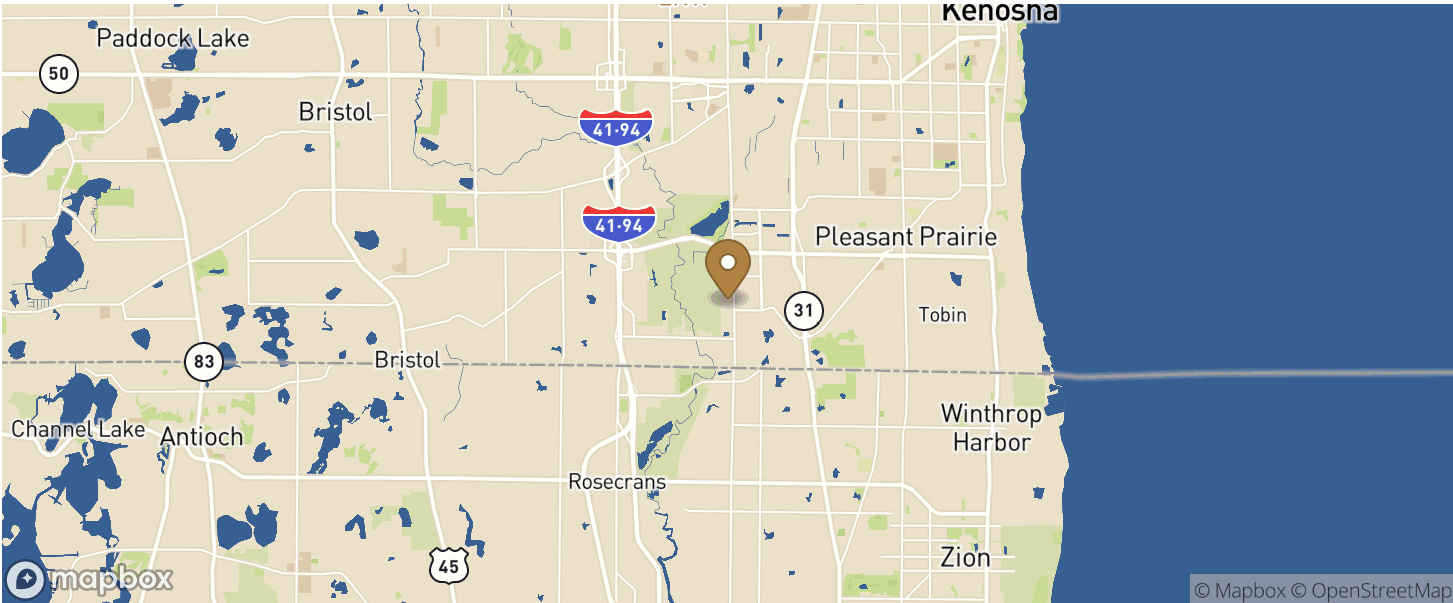 Kenosha
Paddock Lake
50
Bristol
41·94
41·94
Pleasant Prairie
31
Tobin
83
Bristol
Channel Lake
Antioch
Winthrop
Harbor
Rosecrans
45
Zion
mapbox
© Mapbox © OpenStreetMap